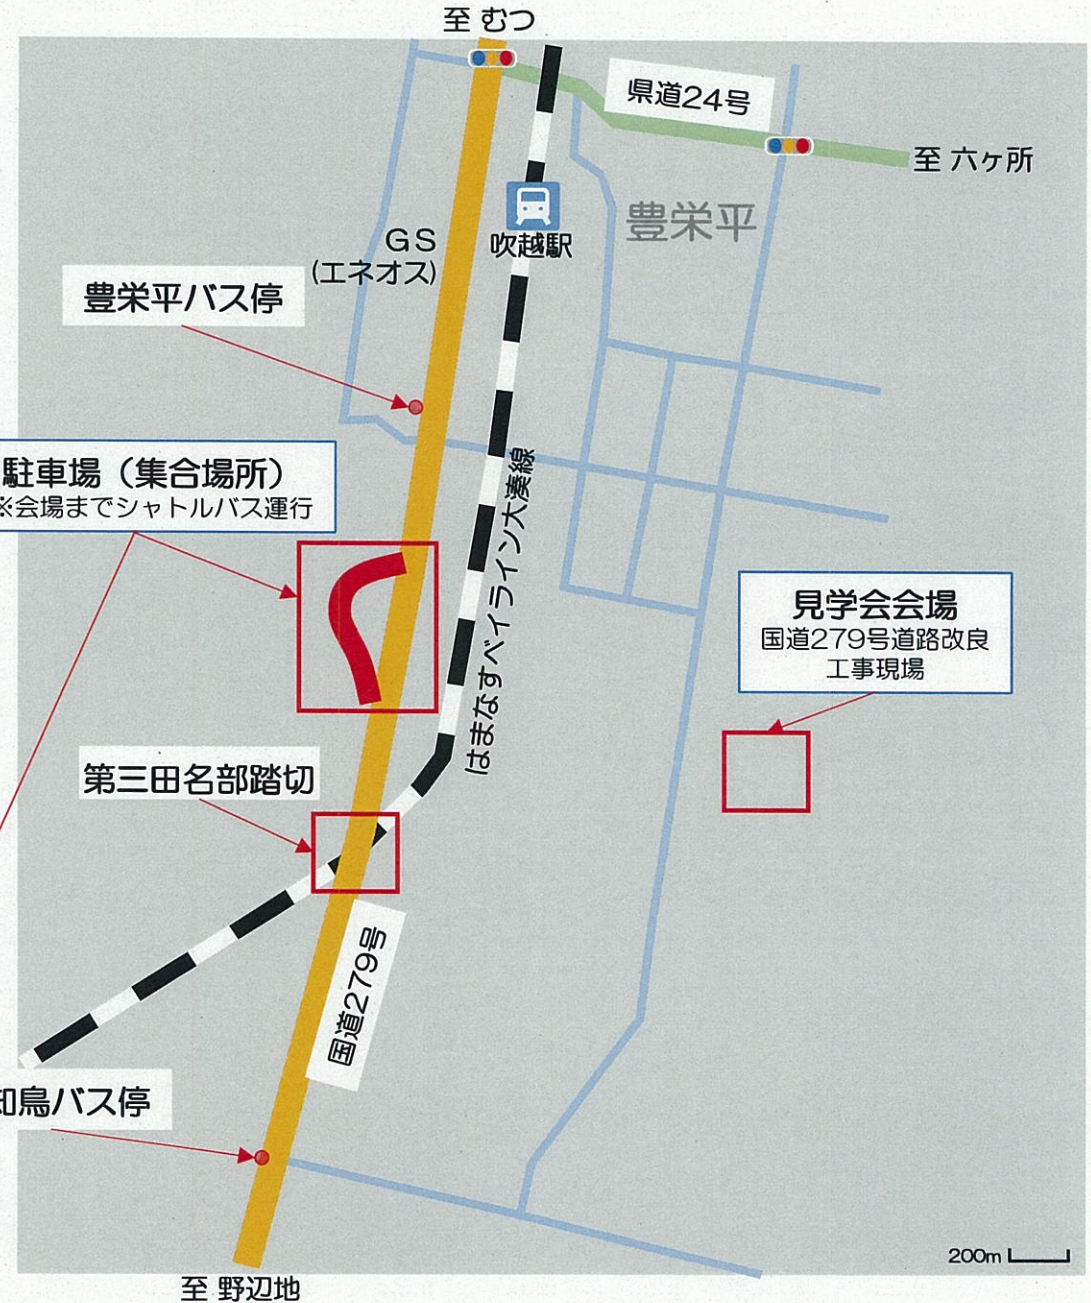 至 むつ
県道24号
至 六ヶ所
豊栄平
吹越駅
GS
(エネオス)
豊栄平バス停
駐車場(集合場所)
※会場までシャトルバス運行
はまなすベイライン大湊線
見学会会場
国道279号道路改良
工事現場
第三田名部踏切
国道279号
知鳥バス停
200m
至 野辺地